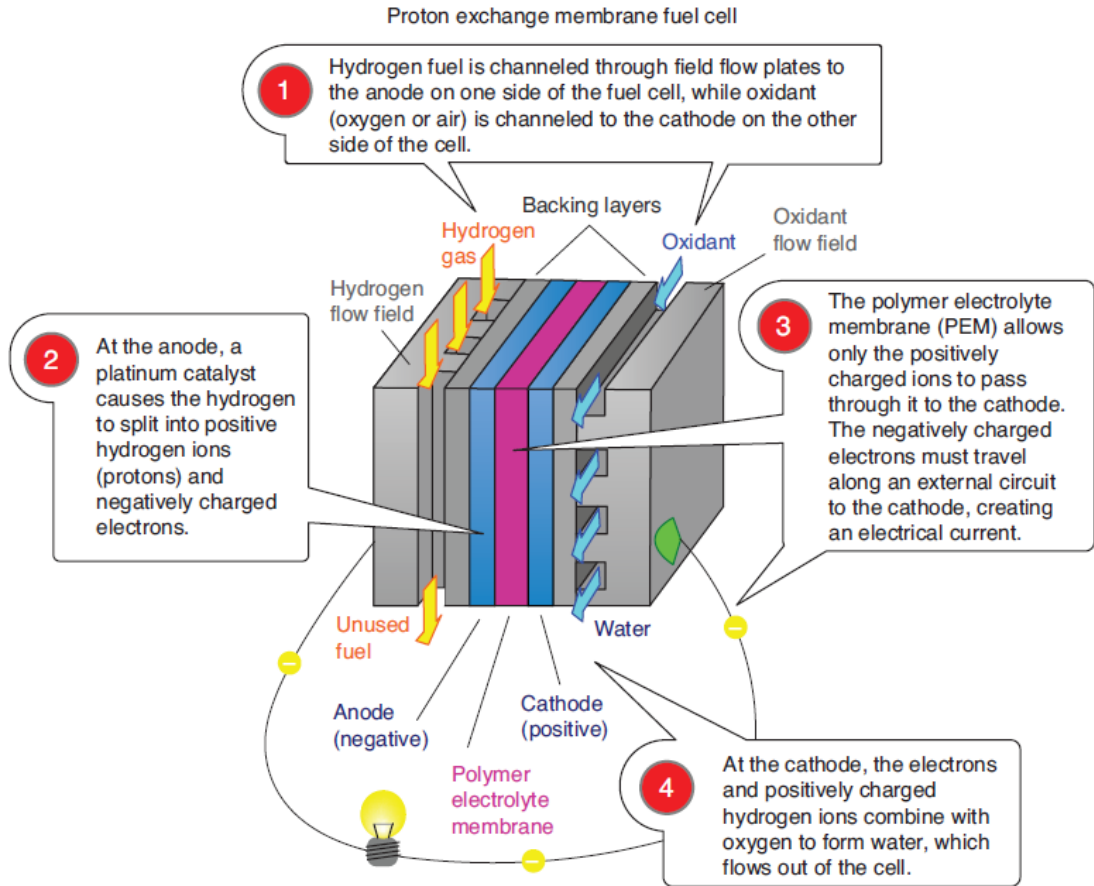 Proton exchange membrane fuel cell
1
Hydrogen fuel is channeled through field flow plates to
the anode on one side of the fuel cell, while oxidant
(oxygen or air) is channeled to the cathode on the other
side of the cell.
Backing layers
Hydrogen
gas
Oxidant
Oxidant
flow field
Hydrogen
flow field
2
At the anode, a
platinum catalyst
causes the hydrogen
to split into positive
hydrogen ions
(protons) and
negatively charged
electrons.
3
The polymer electrolyte
membrane (PEM) allows
only the positively
charged ions to pass
through it to the cathode.
The negatively charged
electrons must travel
along an external circuit
to the cathode, creating
an electrical current.
Unused
fuel
Water
Anode
(negative)
Cathode
(positive)
Polymer
electrolyte
membrane
4
At the cathode, the electrons
and positively charged
hydrogen ions combine with
oxygen to form water, which
flows out of the cell.